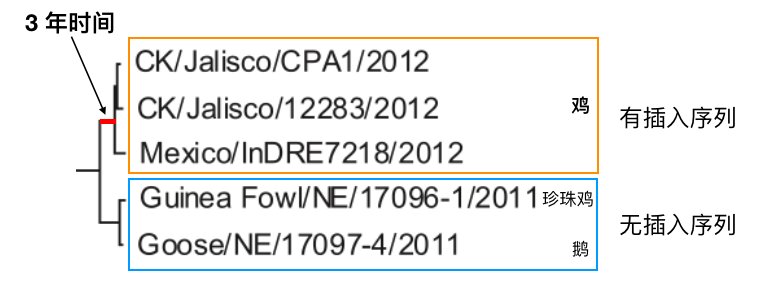 3 年时间
CK/Jalisco/CPA1/2012
CK/Jalisco/12283/2012 鸡
有插入序列
Mexico/InDRE7218/2012
Guinea Fowl/NE/17096-1/2011 珍珠鸡
无插入序列
Goose/NE/17097-4/2011 鹅